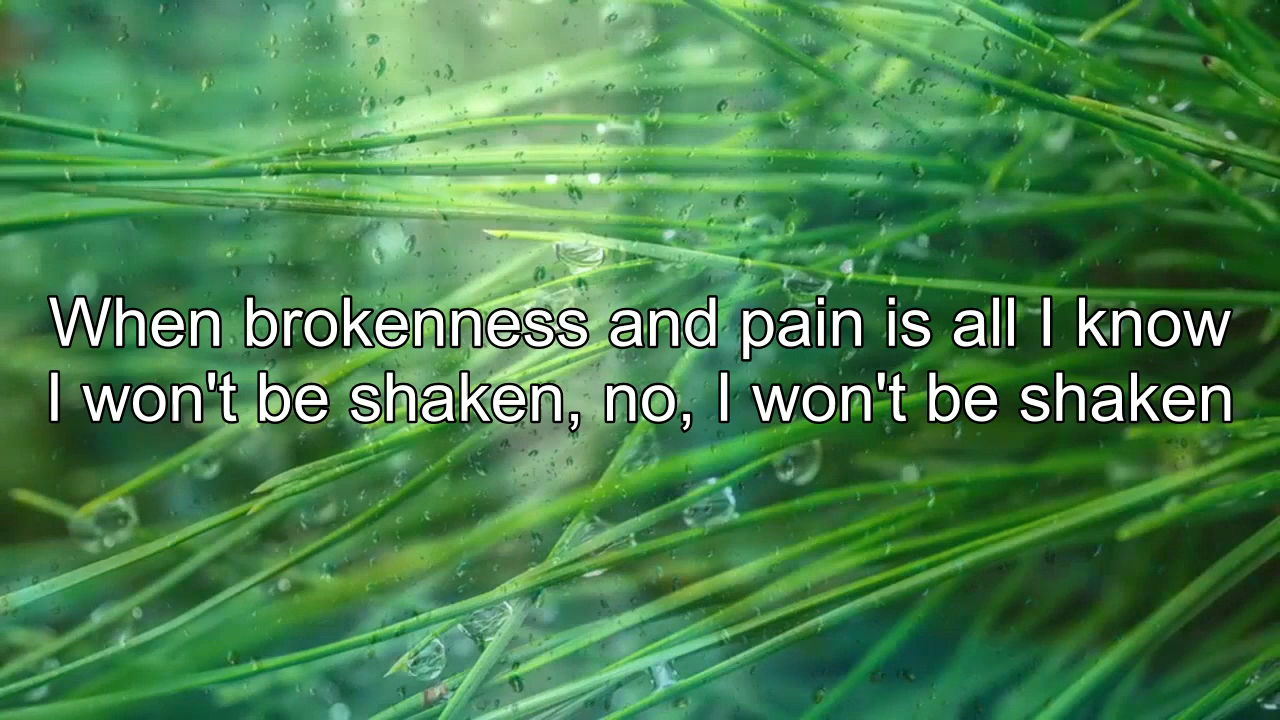 When brokenness and pain is all I know
I won't be shaken, no, I won't be shaken